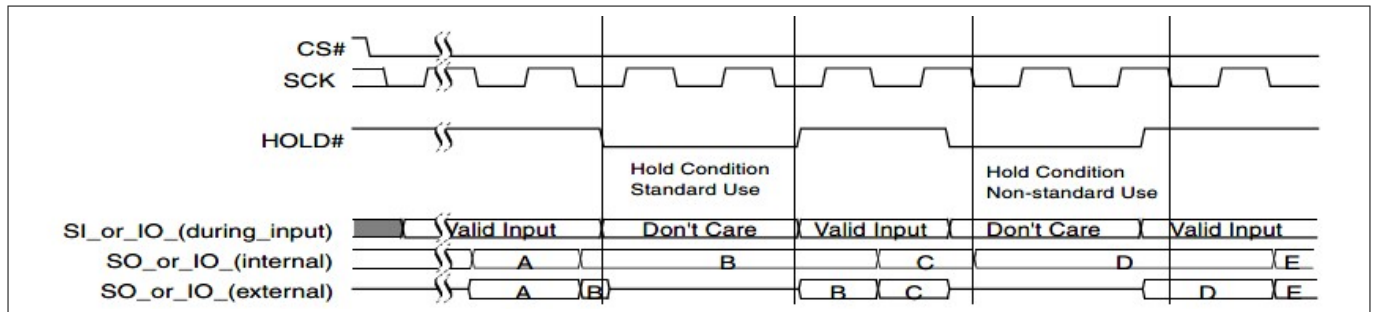 CS#
SCK
HOLD#
Hold Condition
Standard Use
Hold Condition
Non-standard Use
SI_or_IO_(during_input) Valid Input Don't Care Valid Input Don't Care Valid Input
SO_or_IO_(internal) A B C D E
SO_or_IO_(external) A B B C D E